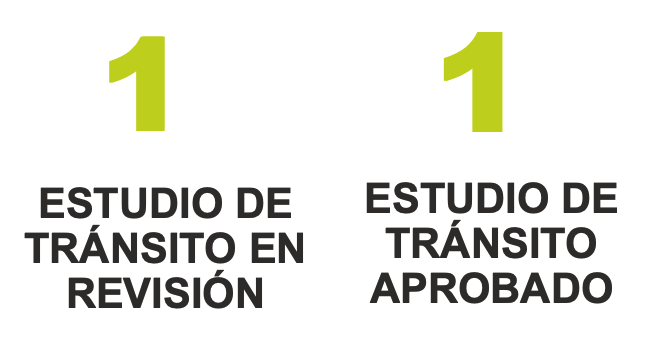 1
ESTUDIO DE
TRÁNSITO EN
REVISIÓN
1
ESTUDIO DE
TRÁNSITO
APROBADO